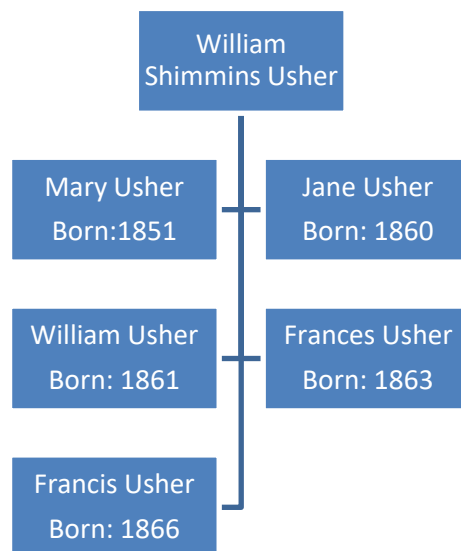 William
Shimmins Usher
Mary Usher
Born:1851
Jane Usher
Born: 1860
William Usher
Born: 1861
Frances Usher
Born: 1863
Francis Usher
Born: 1866